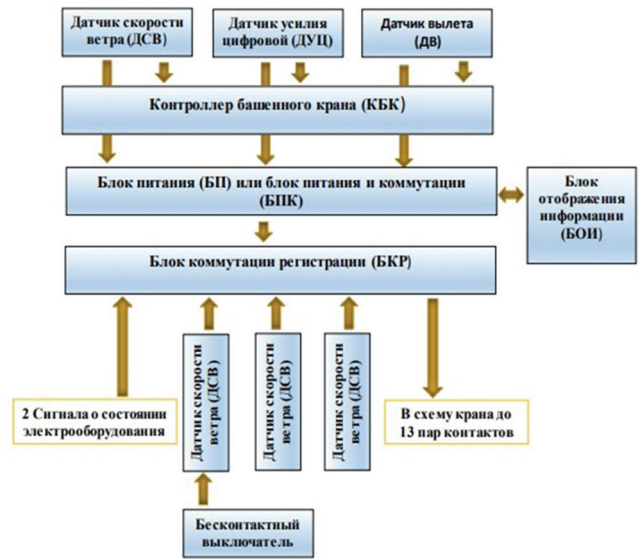 Датчик скорости
ветра (ДСВ)
Датчик усилия
цифровой (ДУЦ)
Датчик вылета
(ДВ)
Контроллер башенного крана (КБК)
Блок питания (БП) или блок питания и коммутации
(БПК)
Блок
отображения
информации
(БОИ)
Блок коммутации регистрации (БКР)
Датчик скорости
ветра (ДСВ)
Датчик скорости
ветра (ДСВ)
Датчик скорости
ветра (ДСВ)
2 Сигнала о состоянии
электрооборудования
В схему крана до
13 пар контактов
Бесконтактный
выключатель